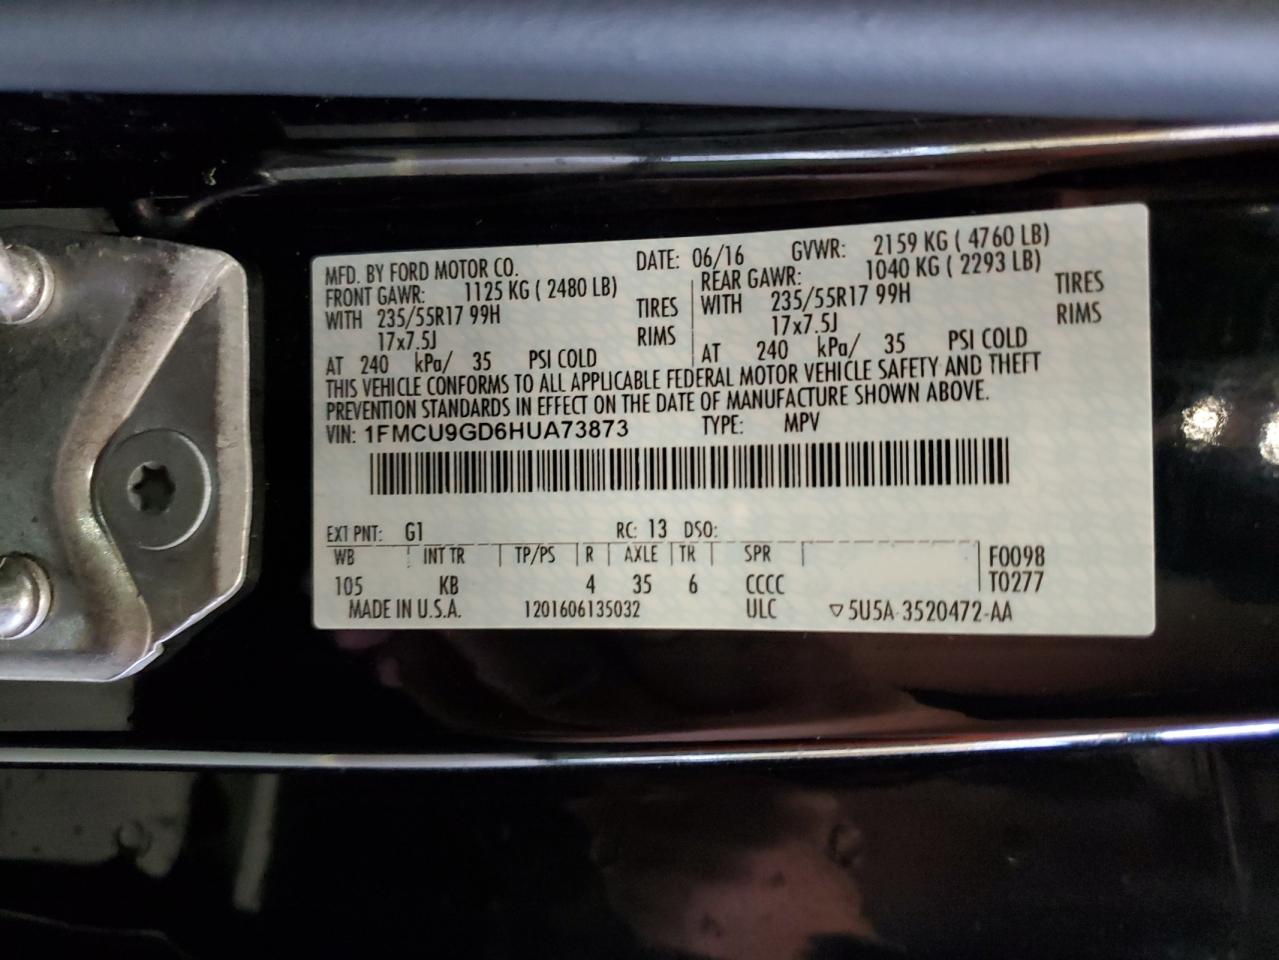 MFD. BY FORD MOTOR CO. DATE: 06/16 GVWR: 2159 KG ( 4760 LB)
FRONT GAWR: 1125 KG ( 2480 LB) REAR GAWR: 1040 KG ( 2293 LB)
WITH 235/55R17 99H TIRES WITH 235/55R17 99H TIRES
17x7.5J RIMS 17x7.5J RIMS
AT 240 kPa/ 35 PSI COLD AT 240 kPa/ 35 PSI COLD
THIS VEHICLE CONFORMS TO ALL APPLICABLE FEDERAL MOTOR VEHICLE SAFETY AND THEFT
PREVENTION STANDARDS IN EFFECT ON THE DATE OF MANUFACTURE SHOWN ABOVE.
VIN: 1FMCU9GD6HUA73873 TYPE: MPV
EXT PNT: G1 RC: 13 DSO:
WB INT TR TP/PS R AXLE TR SPR F0098
105 KB 4 35 6 CCCC T0277
MADE IN U.S.A. 1201606135032 ULC ▽5U5A-3520472-AA